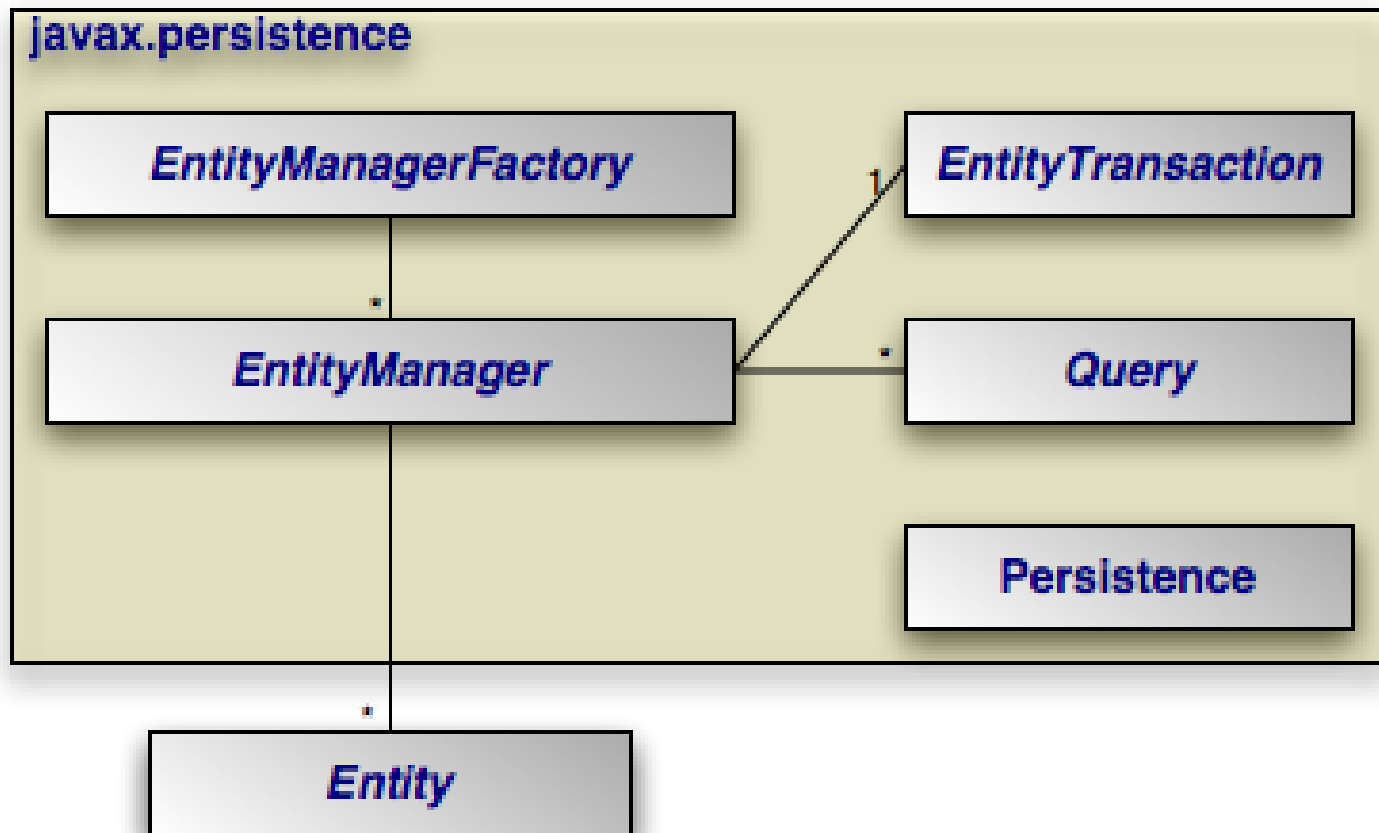 javax.persistence
EntityManagerFactory
EntityTransaction
1
*
EntityManager
*
Query
Persistence
*
Entity